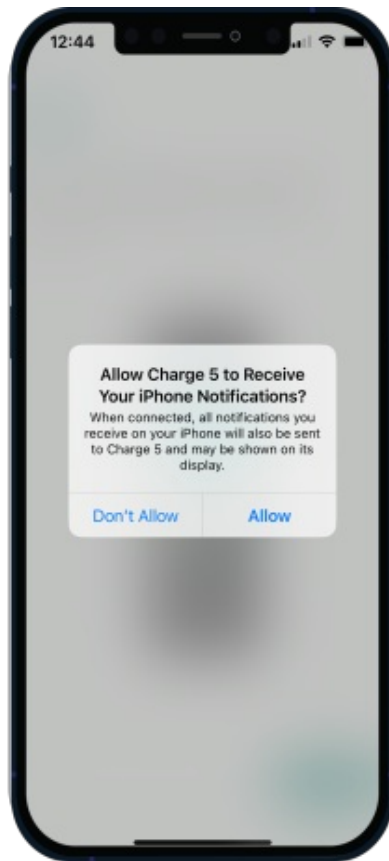 12:44
Allow Charge 5 to Receive
Your iPhone Notifications?
When connected, all notifications you
receive on your iPhone will also be sent
to Charge 5 and may be shown on its
display.
Don't Allow
Allow